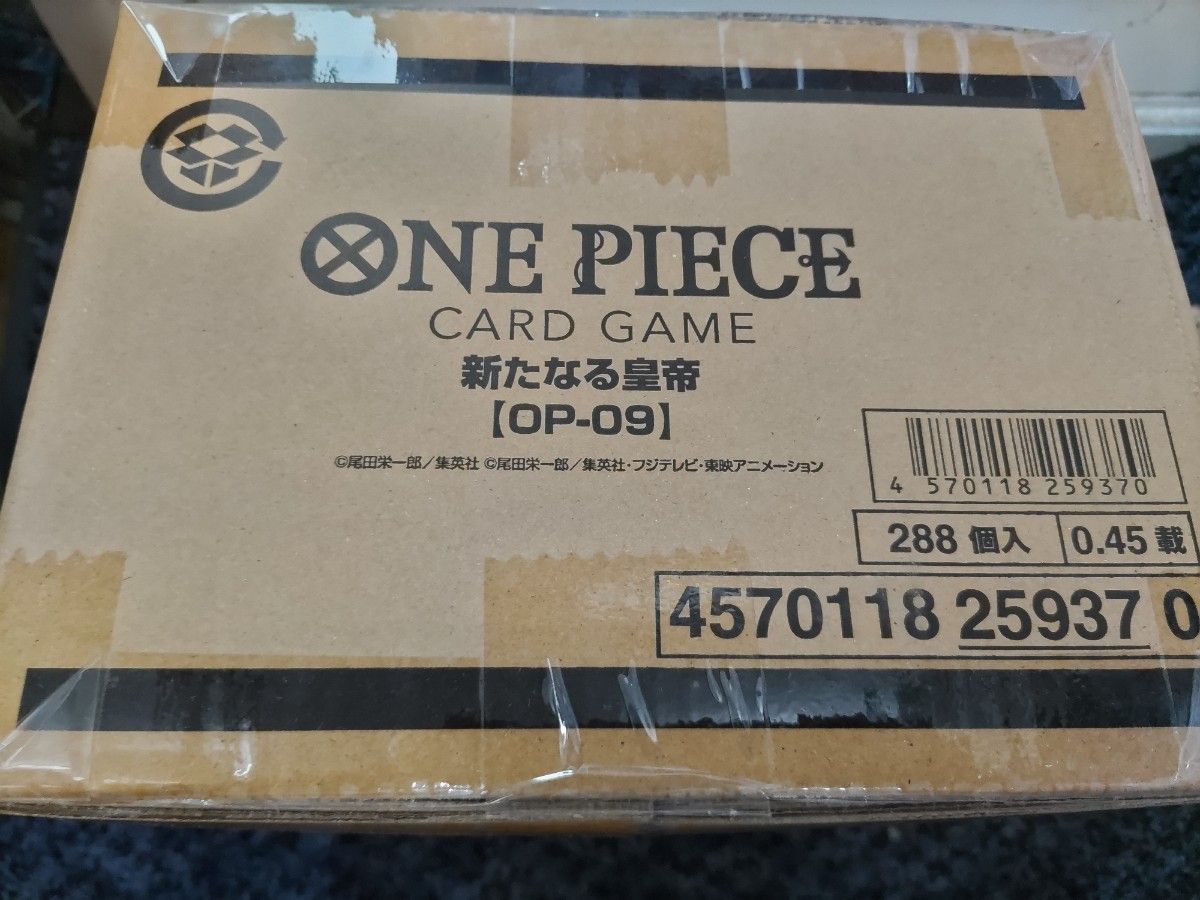 ONE PIECE
CARD GAME
新たなる皇帝
【OP-09】
©尾田栄一郎／集英社 ©尾田栄一郎／集英社・フジテレビ・東映アニメーション
4 570118 259370
288 個入 0.45 載
4570118 25937 0